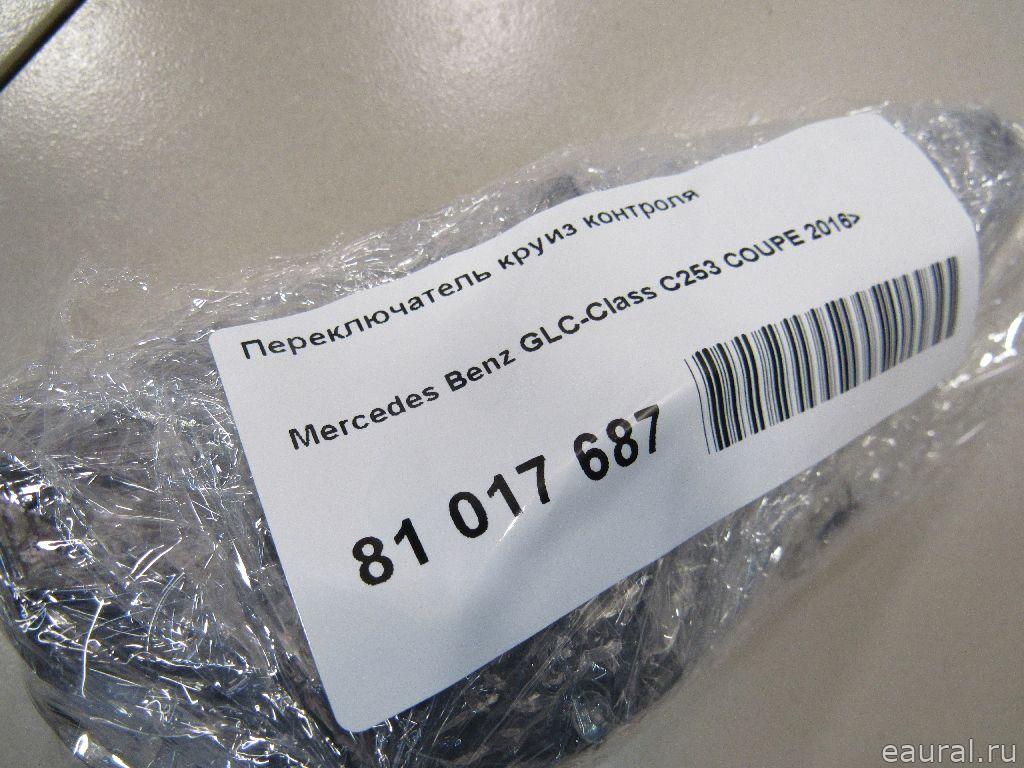 Переключатель круиз контроля
Mercedes Benz GLC-Class C253 COUPE 2016>
81 017 687
eaural.ru